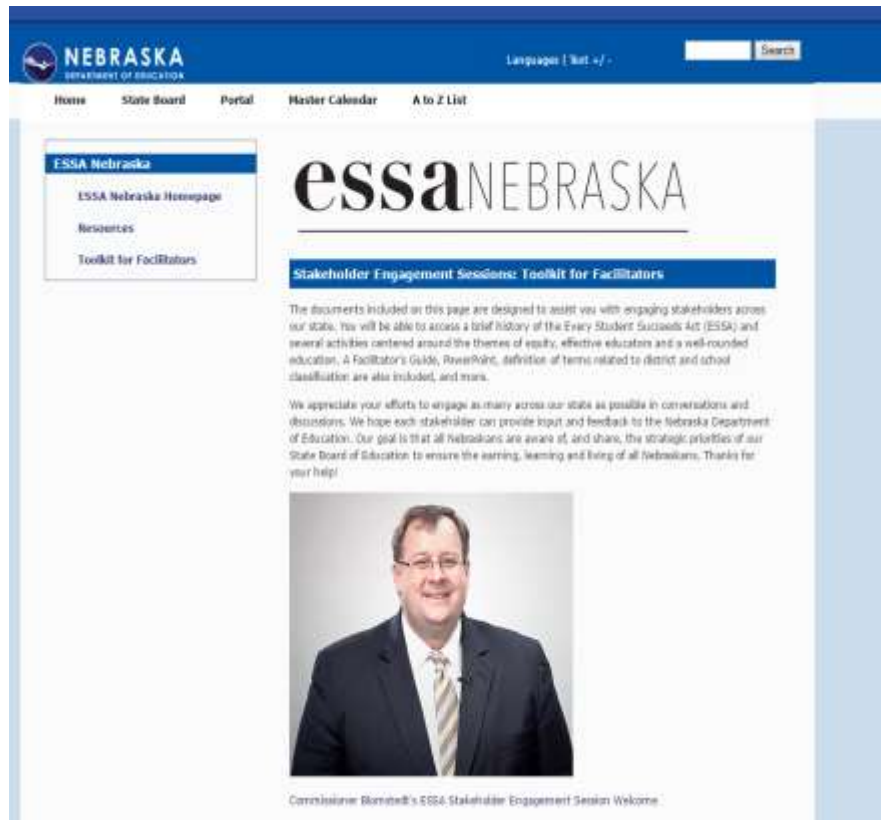 NEBRASKA
DEPARTMENT OF EDUCATION
Languages | Text +/-
Search
Home State Board Portal Master Calendar A to Z List
ESSA Nebraska
ESSA Nebraska Homepage
Resources
Toolkit for Facilitators
essaNEBRASKA
Stakeholder Engagement Sessions: Toolkit for Facilitators
The documents included on this page are designed to assist you with engaging stakeholders across
our state. You will be able to access a brief history of the Every Student Succeeds Act (ESSA) and
several activities centered around the themes of equity, effective educators and a well-rounded
education. A Facilitator's Guide, PowerPoint, definition of terms related to district and school
classification are also included, and more.
We appreciate your efforts to engage as many across our state as possible in conversations and
discussions. We hope each stakeholder can provide input and feedback to the Nebraska Department
of Education. Our goal is that all Nebraskans are aware of, and share, the strategic priorities of our
State Board of Education to ensure the earning, learning and living of all Nebraskans. Thanks for
your help!
Commissioner Blomstedt's ESSA Stakeholder Engagement Session Welcome